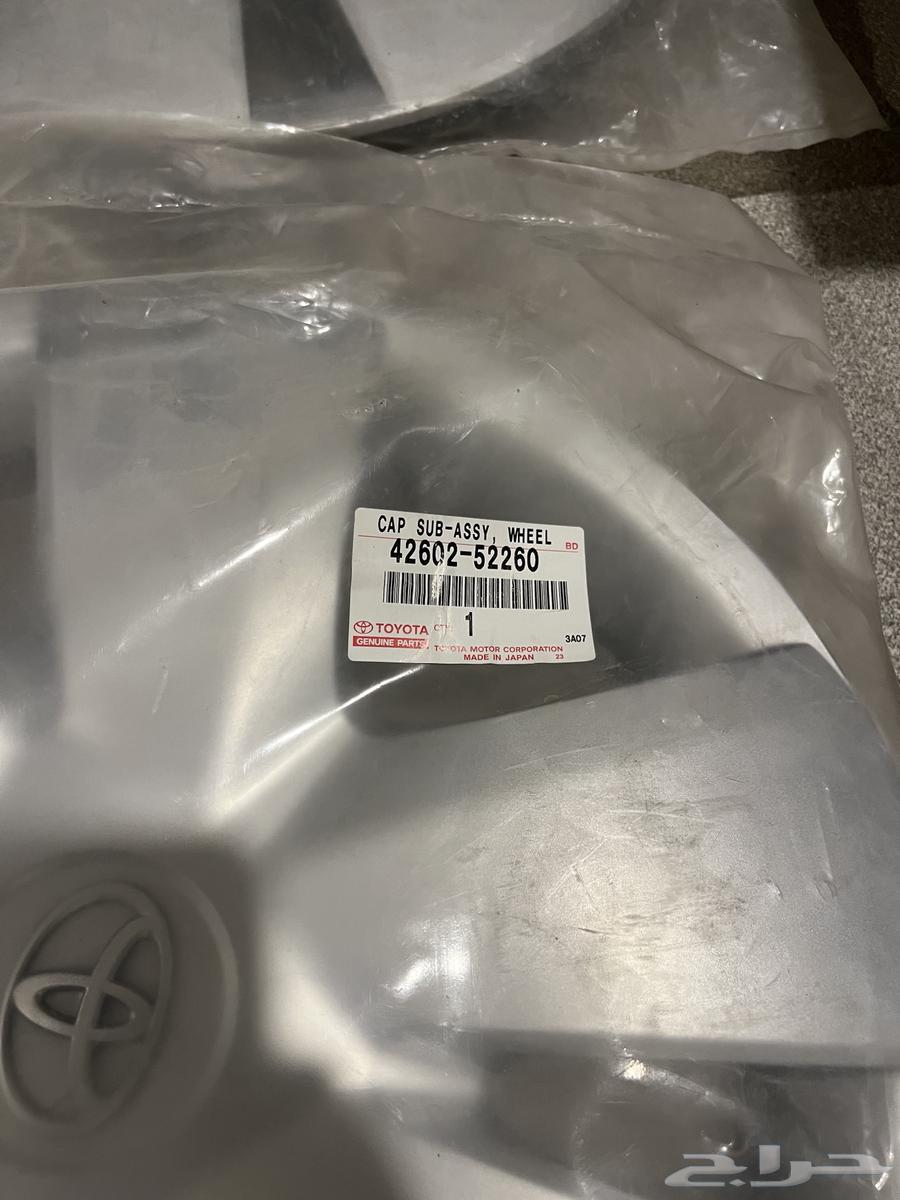 CAP SUB-ASSY, WHEEL
BD
42602-52260
TOYOTA
1
3A07
GENUINE PARTS
TOYOTA MOTOR CORPORATION
MADE IN JAPAN 23
حراج